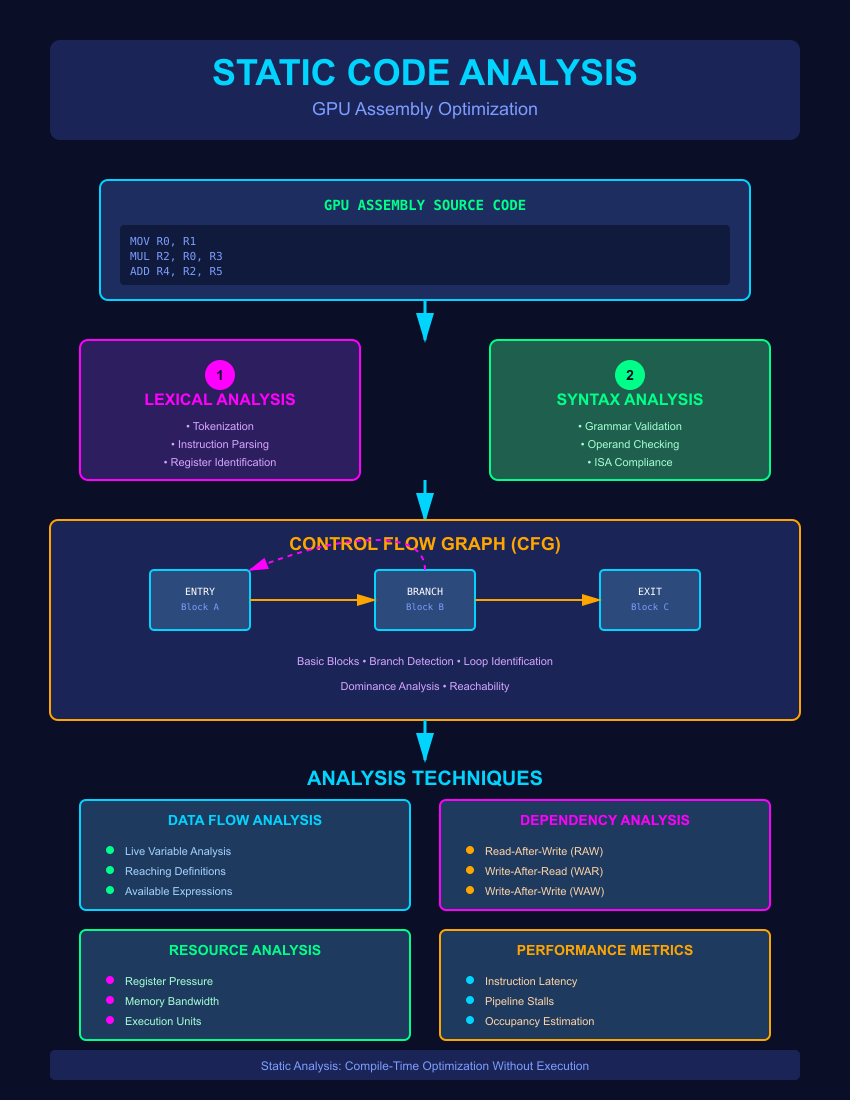 STATIC CODE ANALYSIS
GPU Assembly Optimization
GPU ASSEMBLY SOURCE CODE
MOV R0, R1
MUL R2, R0, R3
ADD R4, R2, R5
1
LEXICAL ANALYSIS
• Tokenization
• Instruction Parsing
• Register Identification
2
SYNTAX ANALYSIS
• Grammar Validation
• Operand Checking
• ISA Compliance
CONTROL FLOW GRAPH (CFG)
ENTRY
Block A
BRANCH
Block B
EXIT
Block C
Basic Blocks • Branch Detection • Loop Identification
Dominance Analysis • Reachability
ANALYSIS TECHNIQUES
DATA FLOW ANALYSIS
Live Variable Analysis
Reaching Definitions
Available Expressions
DEPENDENCY ANALYSIS
Read-After-Write (RAW)
Write-After-Read (WAR)
Write-After-Write (WAW)
RESOURCE ANALYSIS
Register Pressure
Memory Bandwidth
Execution Units
PERFORMANCE METRICS
Instruction Latency
Pipeline Stalls
Occupancy Estimation
Static Analysis: Compile-Time Optimization Without Execution